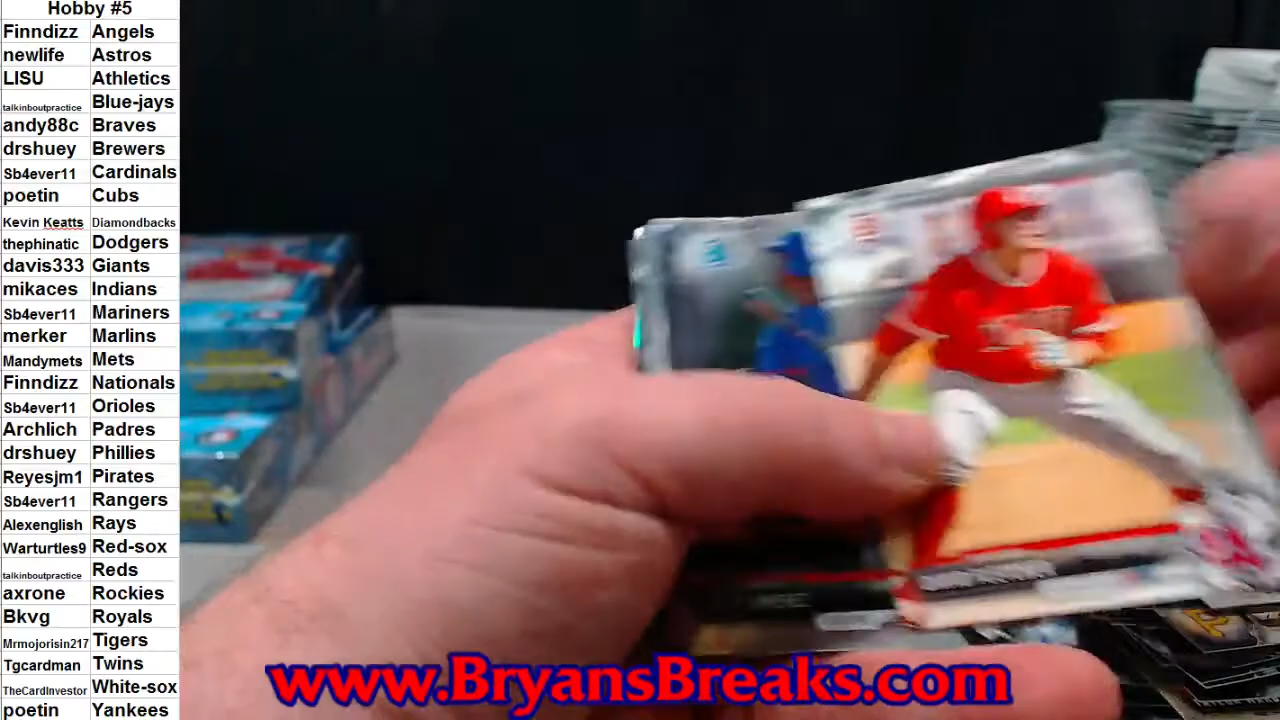 Hobby #5
Finndizz Angels
newlife Astros
LISU Athletics
talkinboutpractice Blue-jays
andy88c Braves
drshuey Brewers
Sb4ever11 Cardinals
poetin Cubs
Kevin Keatts Diamondbacks
thephinatic Dodgers
davis333 Giants
mikaces Indians
Sb4ever11 Mariners
merker Marlins
Mandymets Mets
Finndizz Nationals
Sb4ever11 Orioles
Archlich Padres
drshuey Phillies
Reyesjm1 Pirates
Sb4ever11 Rangers
Alexenglish Rays
Warturtles9 Red-sox
talkinboutpractice Reds
axrone Rockies
Bkvg Royals
Mrmojorisin217 Tigers
Tgcardman Twins
TheCardInvestor White-sox
poetin Yankees
www.BryansBreaks.com